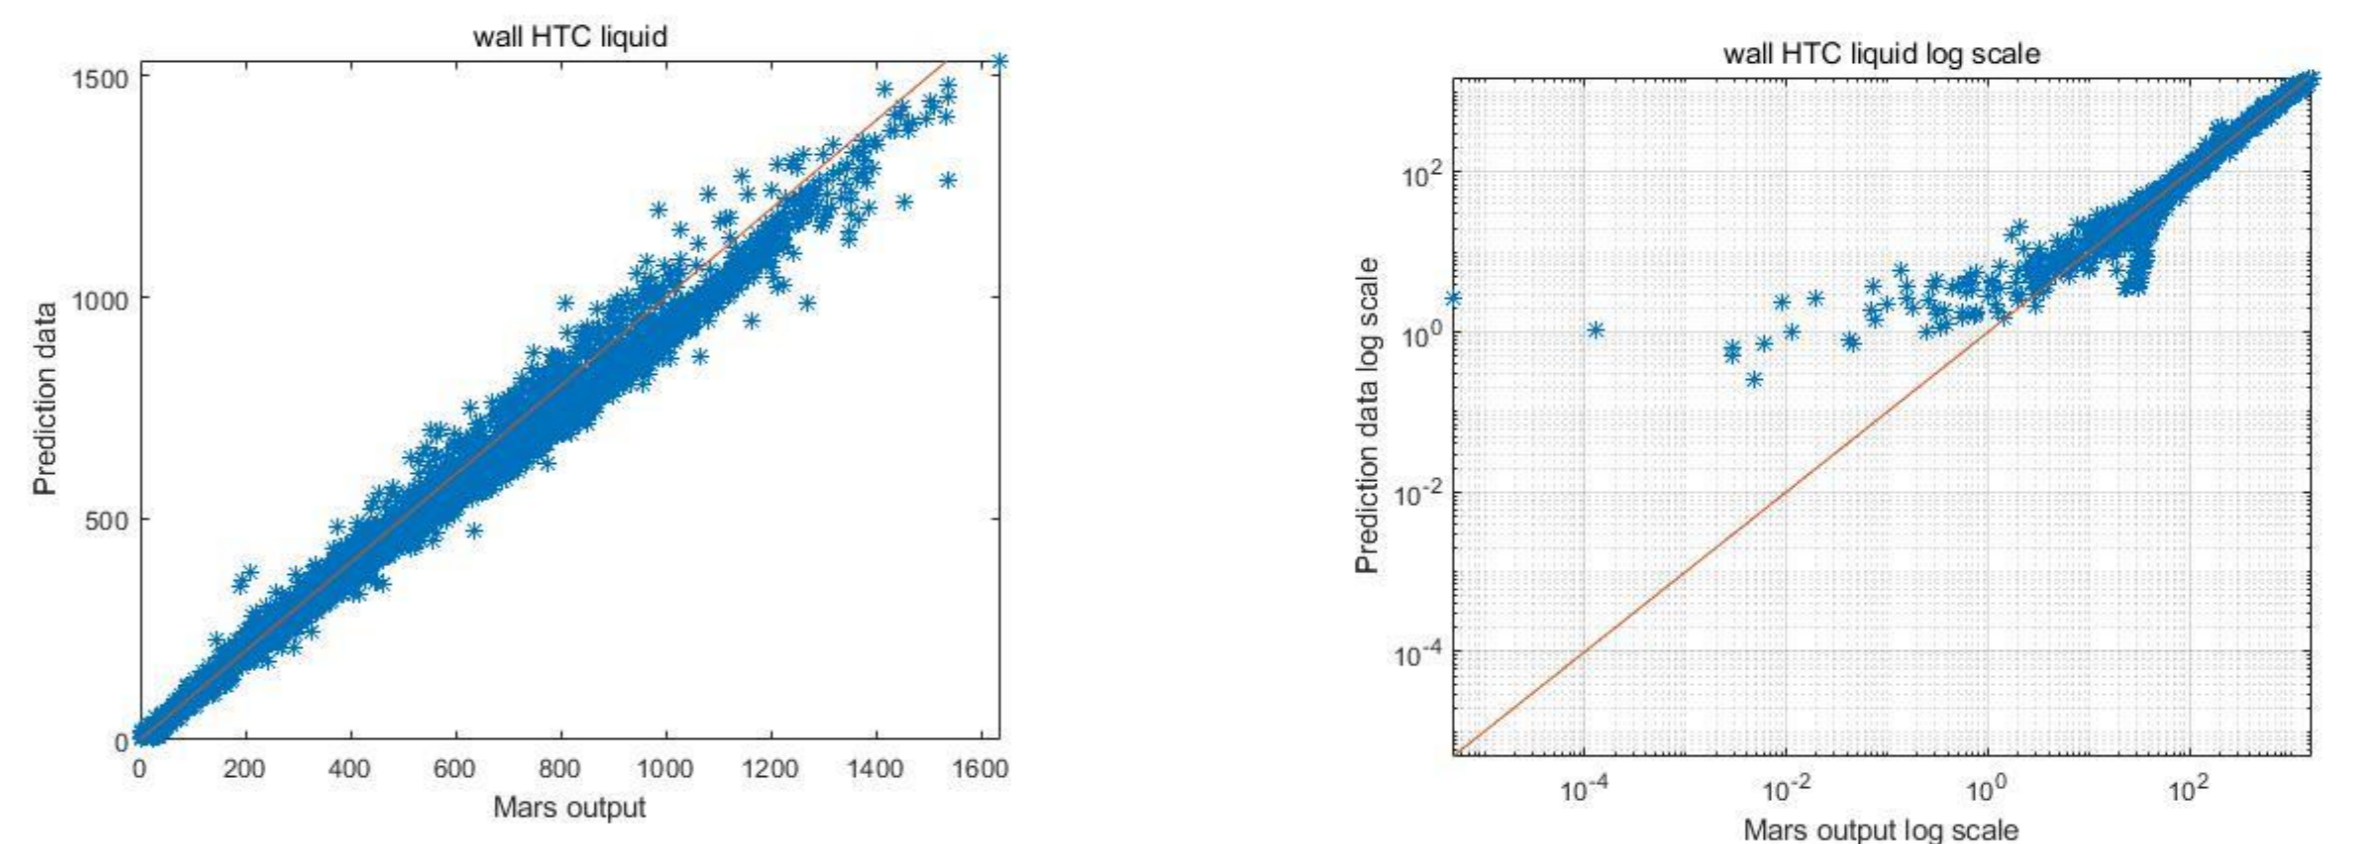 wall HTC liquid
1500
1000
500
0
Prediction data
0 200 400 600 800 1000 1200 1400 1600
Mars output
wall HTC liquid log scale
10^2
10^0
10^-2
10^-4
Prediction data log scale
10^-4 10^-2 10^0 10^2
Mars output log scale